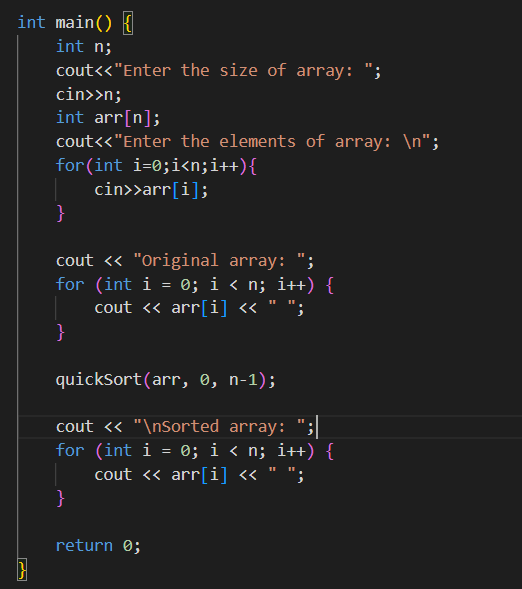 int main() {
    int n;
    cout<<"Enter the size of array: ";
    cin>>n;
    int arr[n];
    cout<<"Enter the elements of array: \n";
    for(int i=0;i<n;i++){
        cin>>arr[i];
    }

    cout << "Original array: ";
    for (int i = 0; i < n; i++) {
        cout << arr[i] << " ";
    }

    quickSort(arr, 0, n-1);

    cout << "\nSorted array: ";
    for (int i = 0; i < n; i++) {
        cout << arr[i] << " ";
    }

    return 0;
}